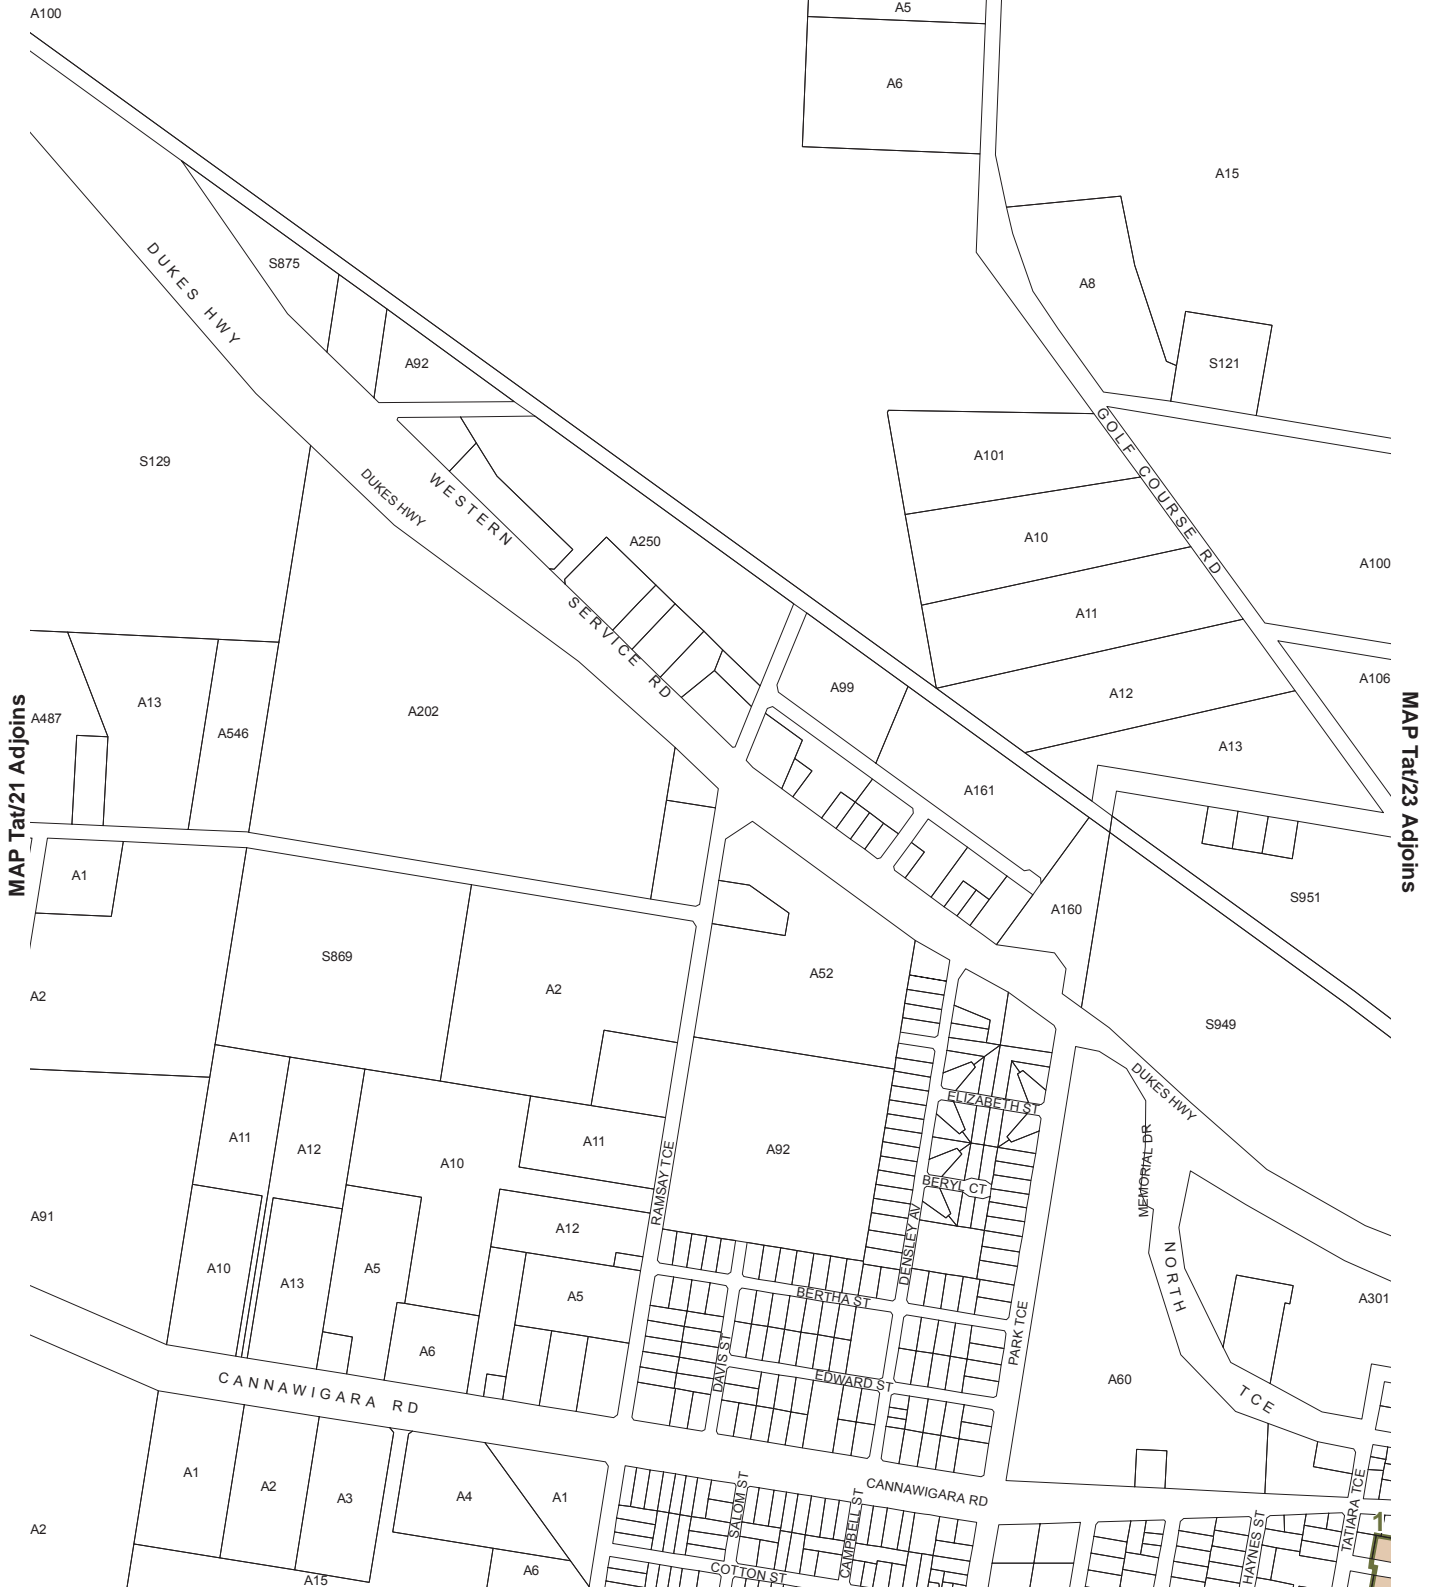 A100
A5
A6
A15
DUKES HWY
S875
A8
A92
S121
S129
GOLF COURSE RD
A101
DUKES HWY
WESTERN
A10
A250
A100
A11
SERVICE RD
A106
A99
A12
A13
A487
A546
A202
A13
MAP Tat/21 Adjoins
MAP Tat/23 Adjoins
A161
A1
S951
A160
S869
A52
A2
A2
S949
DUKES HWY
ELIZABETH ST
A11
A12
A11
A10
A92
MEMORIAL DR
RAMSAY TCE
BERYL CT
A91
A12
DENSLEY AV
NORTH
A10
A13
A5
A5
BERTHA ST
A301
PARK TCE
A6
DAVIS ST
EDWARD ST
A60
CANNAWIGARA RD
TCE
A1
A2
A3
A4
A1
SALOM ST
CAMPBELL ST
CANNAWIGARA RD
HAYNES ST
TATIARA TCE
1
A2
A15
A6
COTTON ST